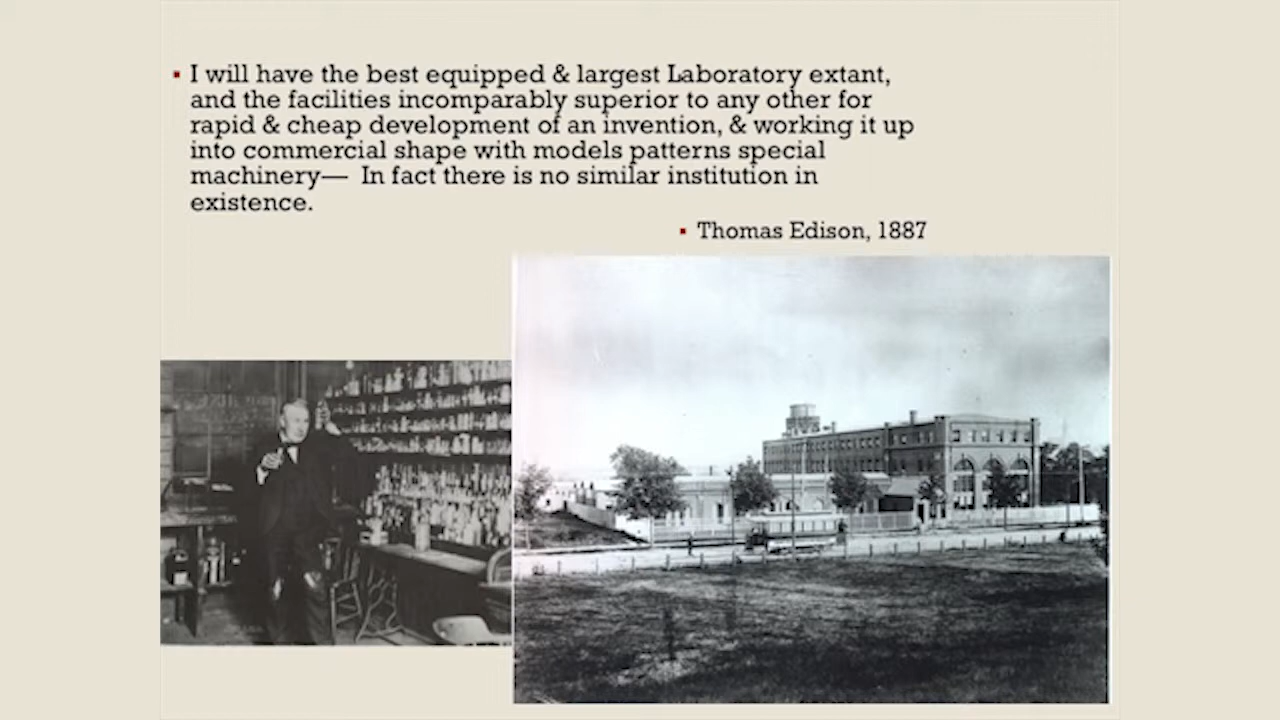 ▪ I will have the best equipped & largest Laboratory extant,
and the facilities incomparably superior to any other for
rapid & cheap development of an invention, & working it up
into commercial shape with models patterns special
machinery— In fact there is no similar institution in
existence.
▪ Thomas Edison, 1887